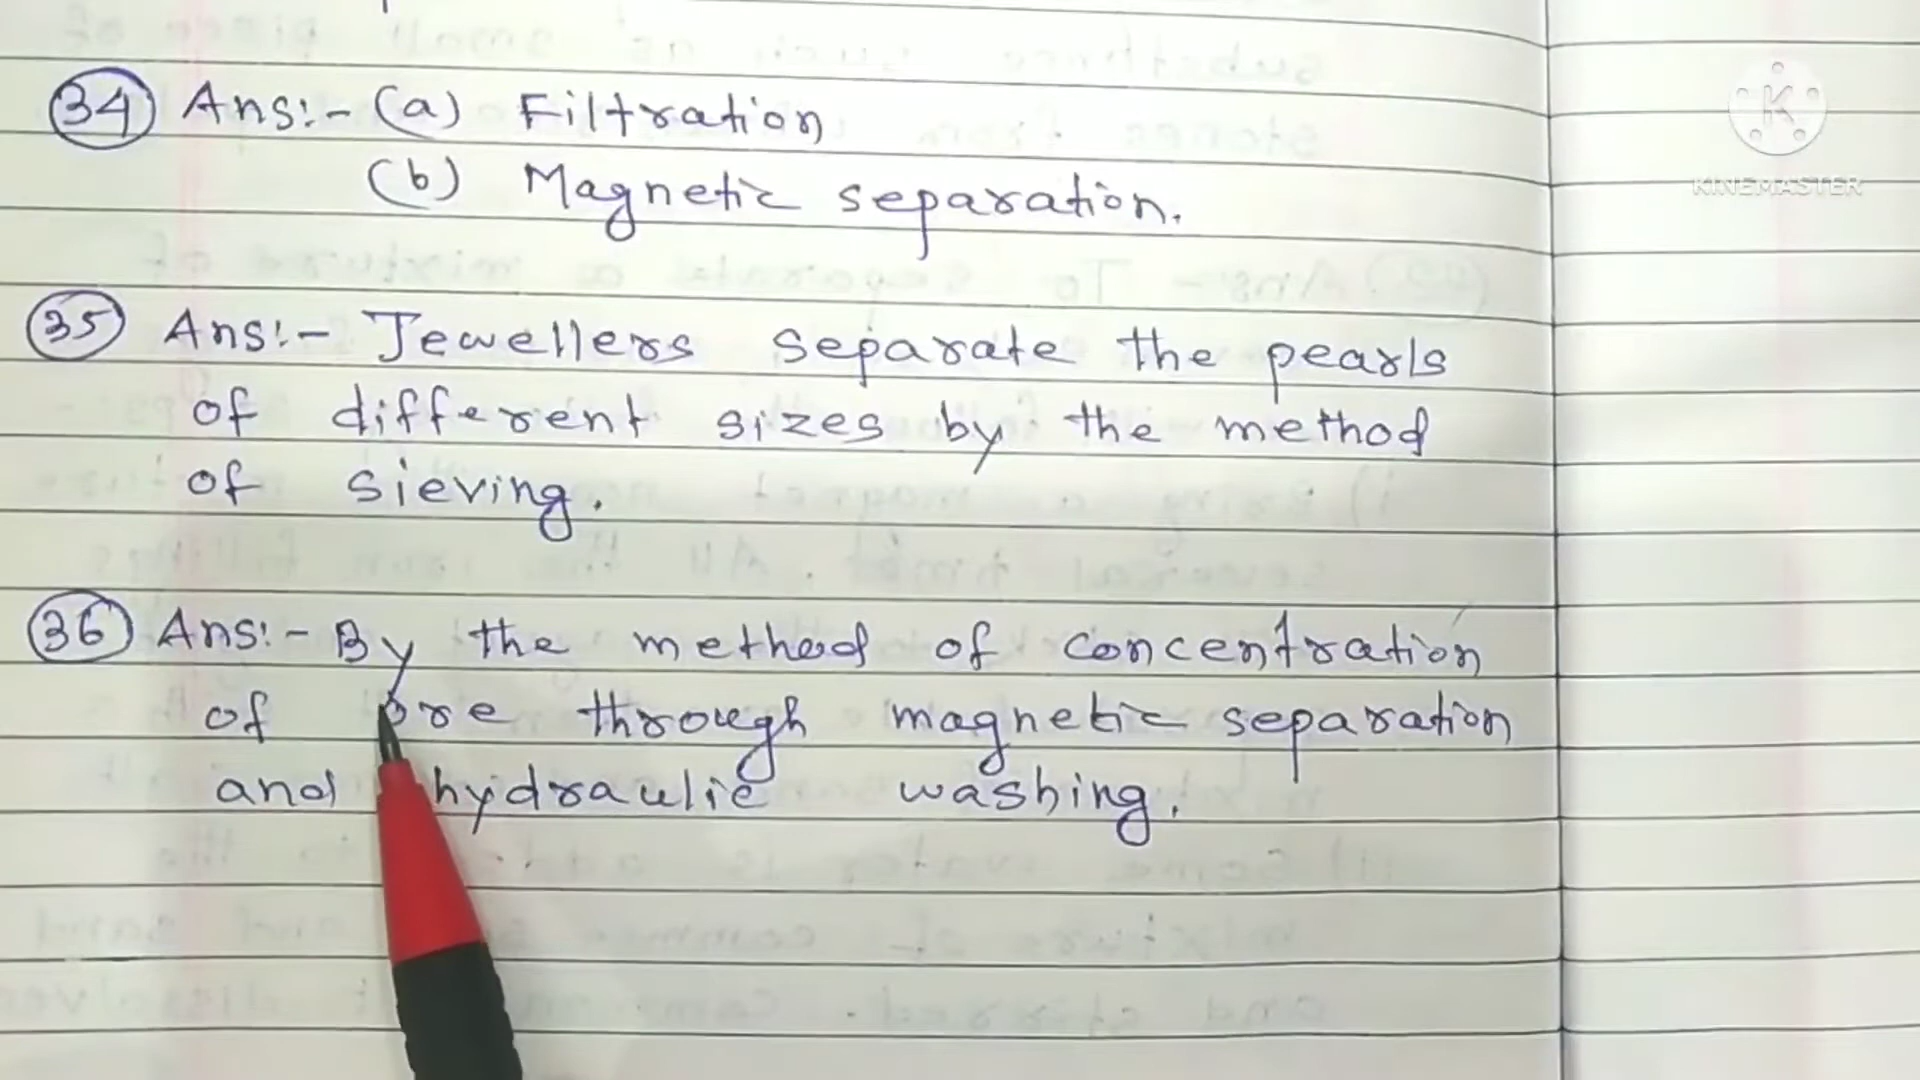 34 Ans:- (a) Filtration
(b) Magnetic separation.
35 Ans:- Jewellers separate the pearls
of different sizes by the method
of sieving.
36 Ans:- By the method of concentration
of ore through magnetic separation
and hydraulic washing.
K
KINEMASTER